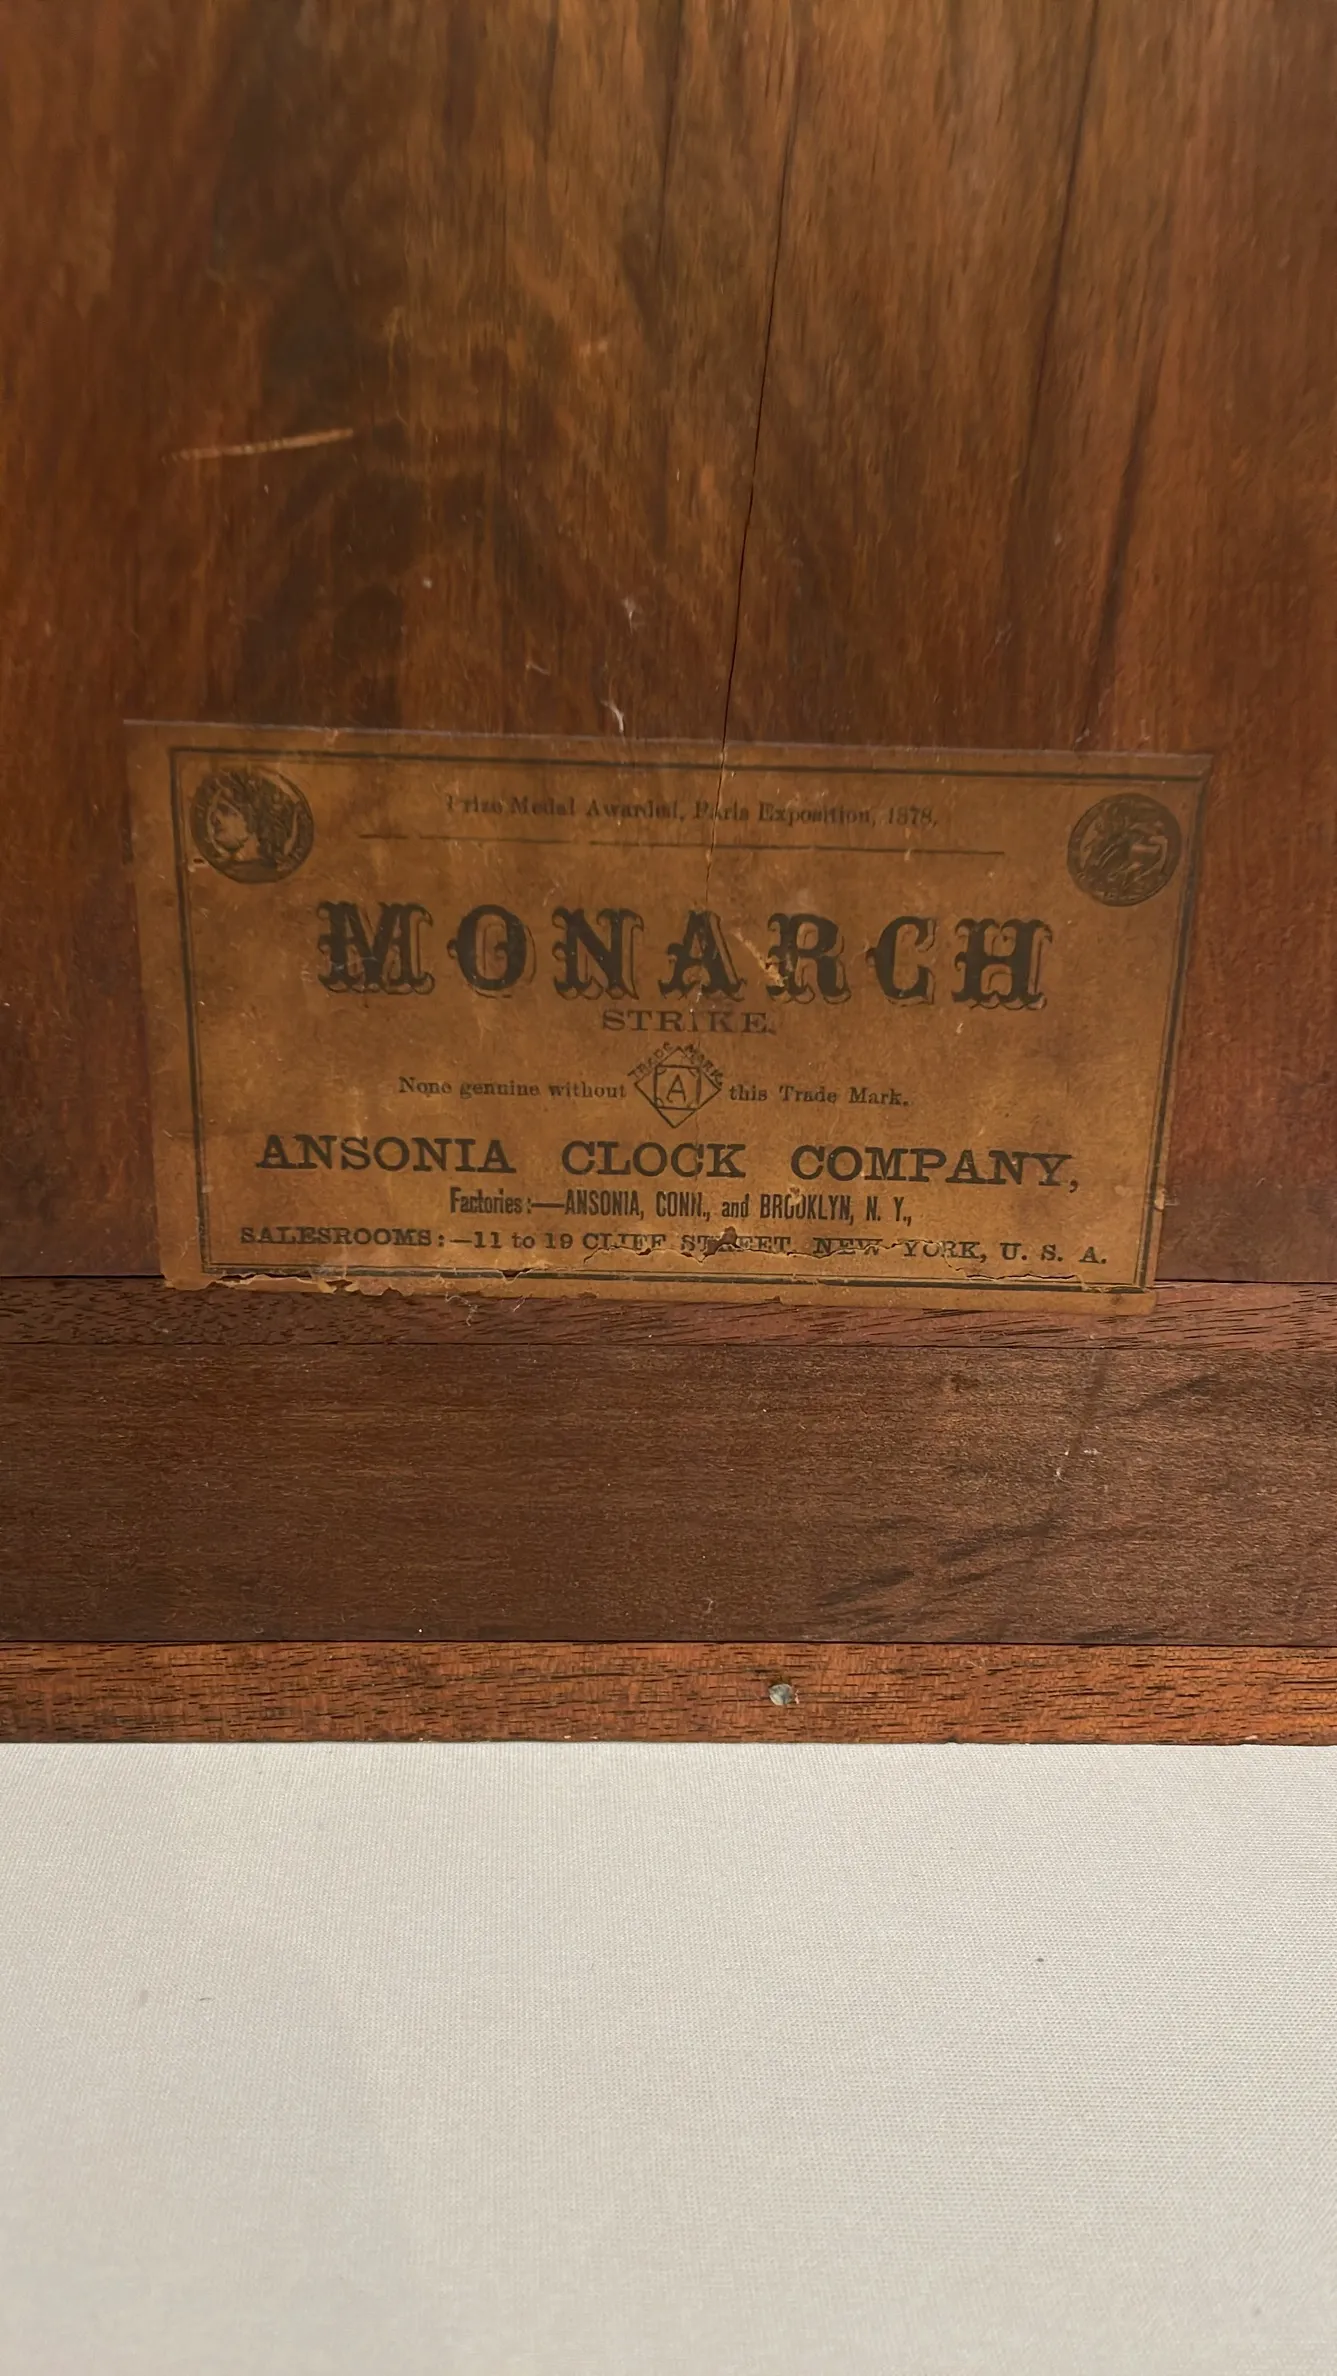 Prize Medal Awarded, Paris Exposition, 1878.
MONARCH
STRIKE.
TRADE MARK.
None genuine without A this Trade Mark.
ANSONIA CLOCK COMPANY,
Factories:—ANSONIA, CONN., and BROOKLYN, N. Y.,
SALESROOMS:—11 to 19 CLIFF STREET, NEW YORK, U. S. A.